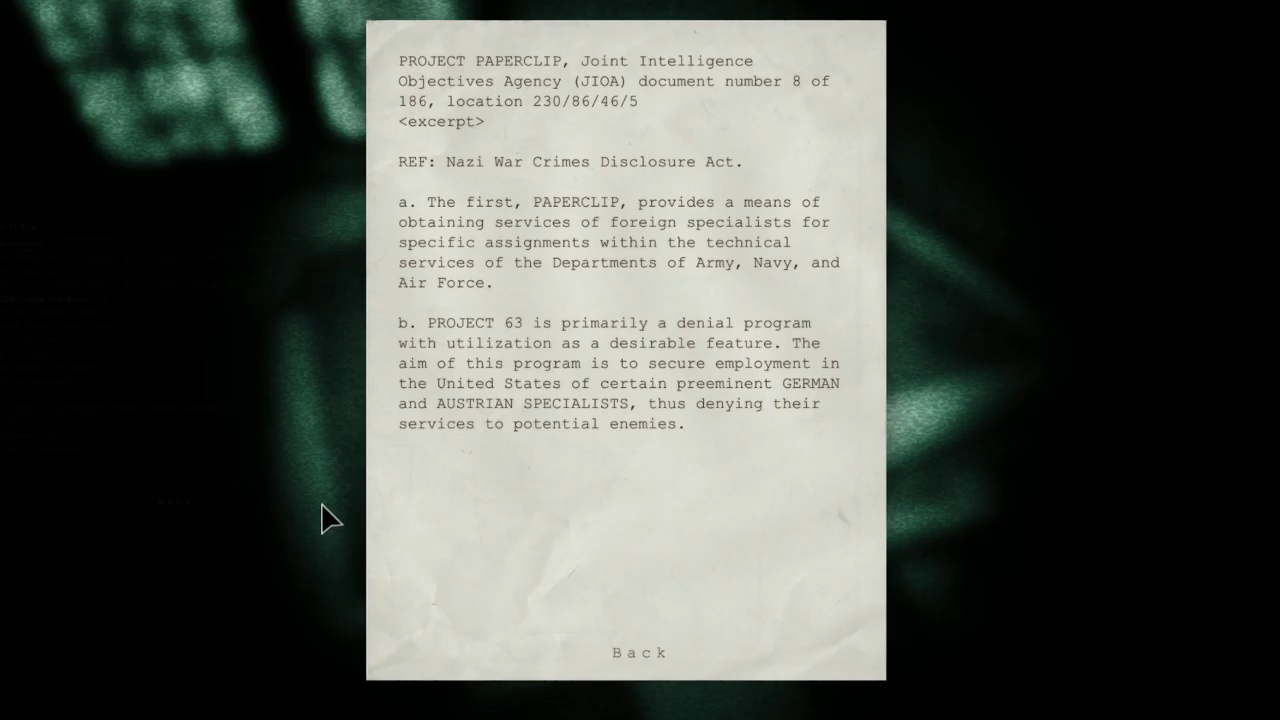 PROJECT PAPERCLIP, Joint Intelligence
Objectives Agency (JIOA) document number 8 of
186, location 230/86/46/5
<excerpt>
REF: Nazi War Crimes Disclosure Act.
a. The first, PAPERCLIP, provides a means of
obtaining services of foreign specialists for
specific assignments within the technical
services of the Departments of Army, Navy, and
Air Force.
b. PROJECT 63 is primarily a denial program
with utilization as a desirable feature. The
aim of this program is to secure employment in
the United States of certain preeminent GERMAN
and AUSTRIAN SPECIALISTS, thus denying their
services to potential enemies.
Back